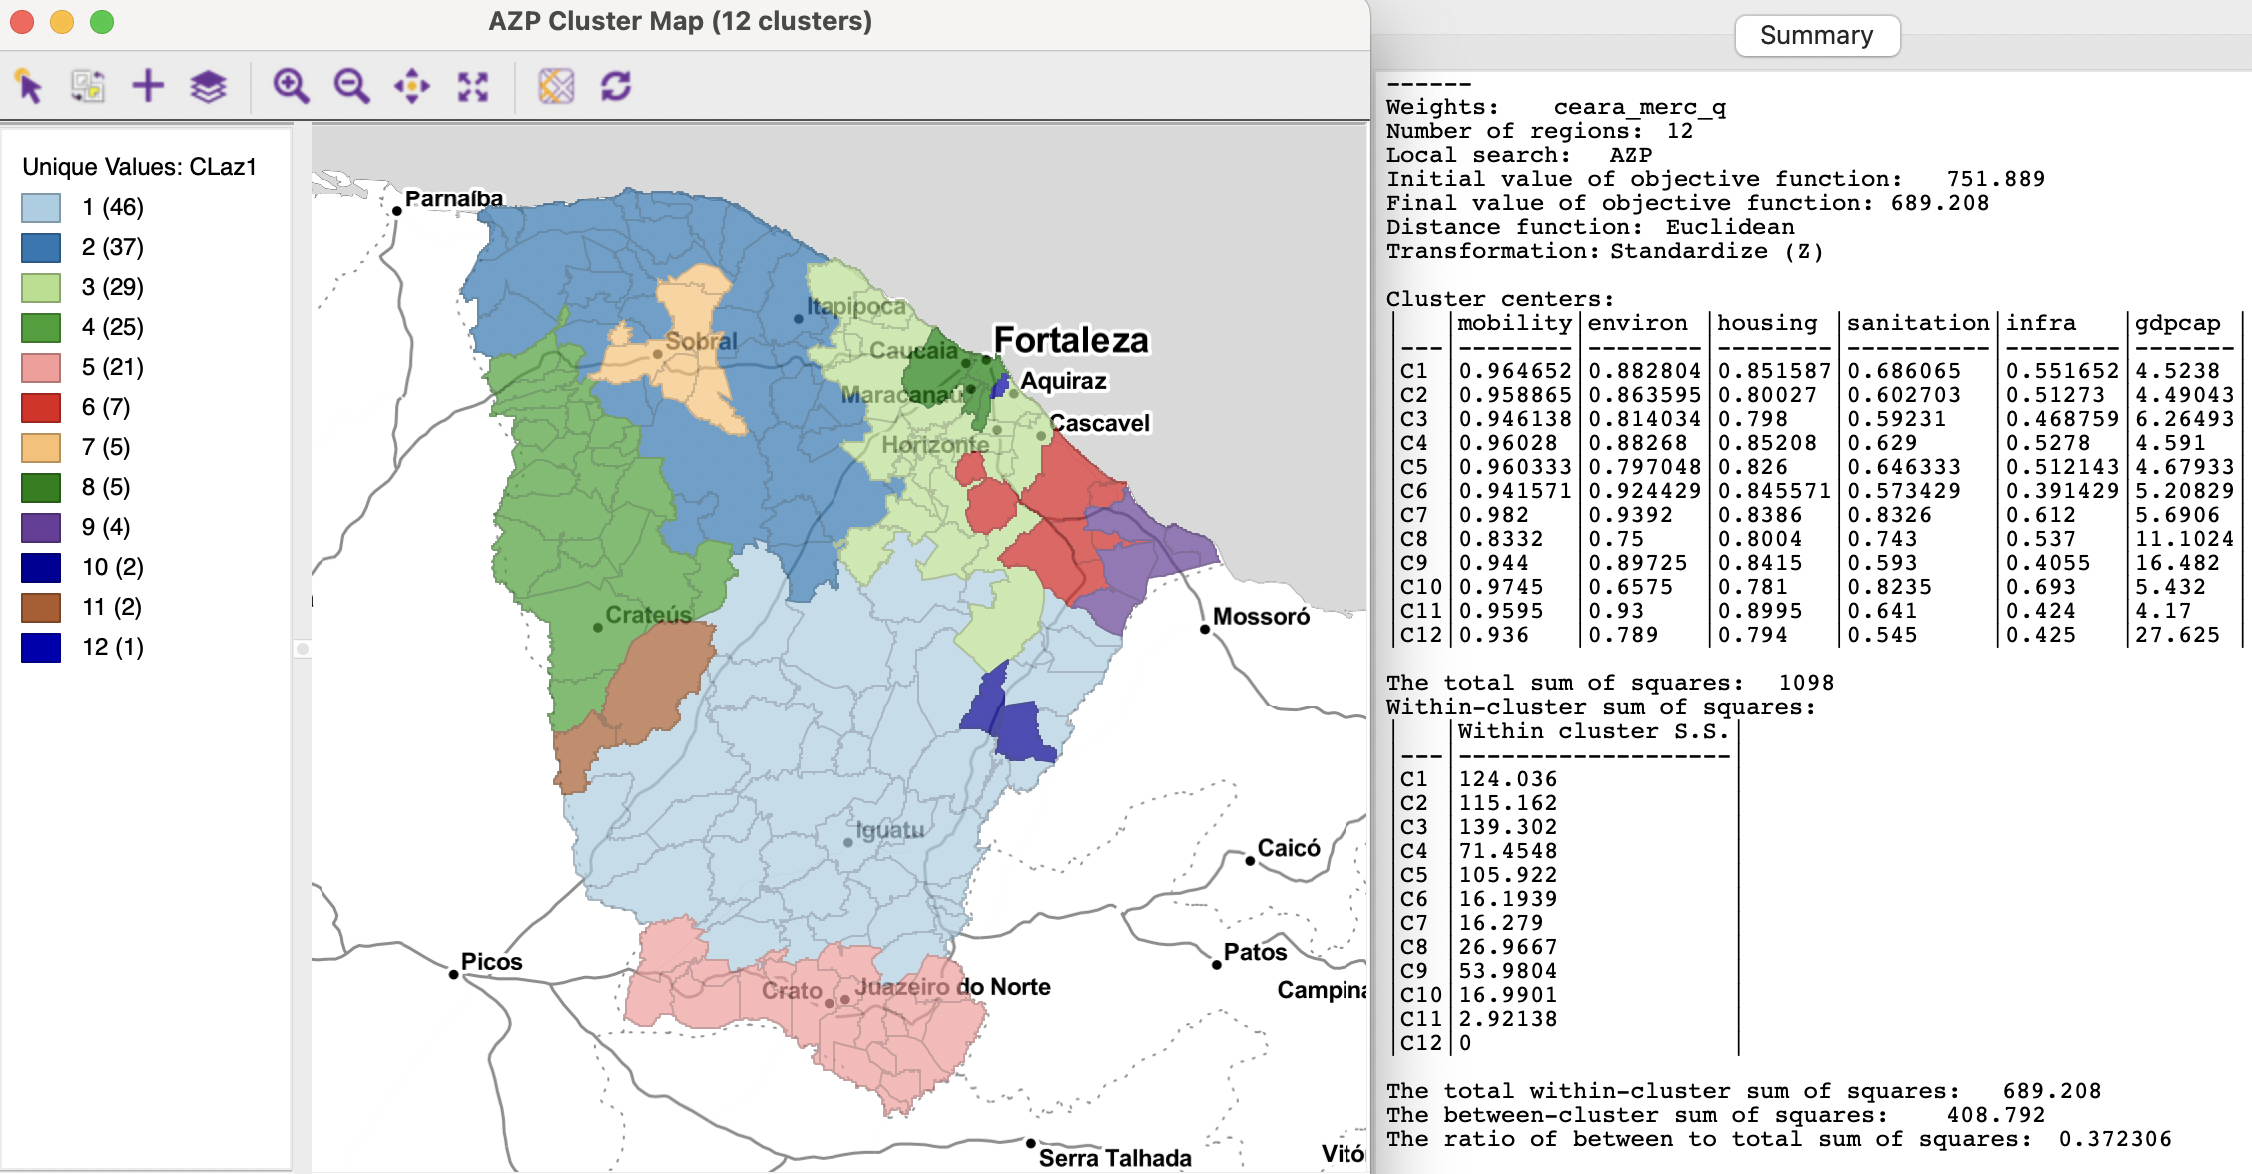 AZP Cluster Map (12 clusters)
Unique Values: CLaz1
1 (46)
2 (37)
3 (29)
4 (25)
5 (21)
6 (7)
7 (5)
8 (5)
9 (4)
10 (2)
11 (2)
12 (1)
Parnaíba
Itapipoca
Sobral
Fortaleza
Caucaia
Aquiraz
Maracanaú
Cascavel
Horizonte
Crateús
Mossoró
Iguatu
Caicó
Picos
Patos
Crato
Juazeiro do Norte
Campina
Serra Talhada
Vitó
Summary
------
Weights: ceara_merc_q
Number of regions: 12
Local search: AZP
Initial value of objective function: 751.889
Final value of objective function: 689.208
Distance function: Euclidean
Transformation: Standardize (Z)
Cluster centers:
| |mobility|environ |housing |sanitation|infra |gdpcap |
|---|--------|--------|--------|----------|--------|-------|
|C1 |0.964652|0.882804|0.851587|0.686065 |0.551652|4.5238 |
|C2 |0.958865|0.863595|0.80027 |0.602703 |0.51273 |4.49043|
|C3 |0.946138|0.814034|0.798 |0.59231 |0.468759|6.26493|
|C4 |0.96028 |0.88268 |0.85208 |0.629 |0.5278 |4.591 |
|C5 |0.960333|0.797048|0.826 |0.646333 |0.512143|4.67933|
|C6 |0.941571|0.924429|0.845571|0.573429 |0.391429|5.20829|
|C7 |0.982 |0.9392 |0.8386 |0.8326 |0.612 |5.6906 |
|C8 |0.8332 |0.75 |0.8004 |0.743 |0.537 |11.1024|
|C9 |0.944 |0.89725 |0.8415 |0.593 |0.4055 |16.482 |
|C10|0.9745 |0.6575 |0.781 |0.8235 |0.693 |5.432 |
|C11|0.9595 |0.93 |0.8995 |0.641 |0.424 |4.17 |
|C12|0.936 |0.789 |0.794 |0.545 |0.425 |27.625 |
The total sum of squares: 1098
Within-cluster sum of squares:
| |Within cluster S.S.|
|---|-------------------|
|C1 |124.036 |
|C2 |115.162 |
|C3 |139.302 |
|C4 |71.4548 |
|C5 |105.922 |
|C6 |16.1939 |
|C7 |16.279 |
|C8 |26.9667 |
|C9 |53.9804 |
|C10|16.9901 |
|C11|2.92138 |
|C12|0 |
The total within-cluster sum of squares: 689.208
The between-cluster sum of squares: 408.792
The ratio of between to total sum of squares: 0.372306